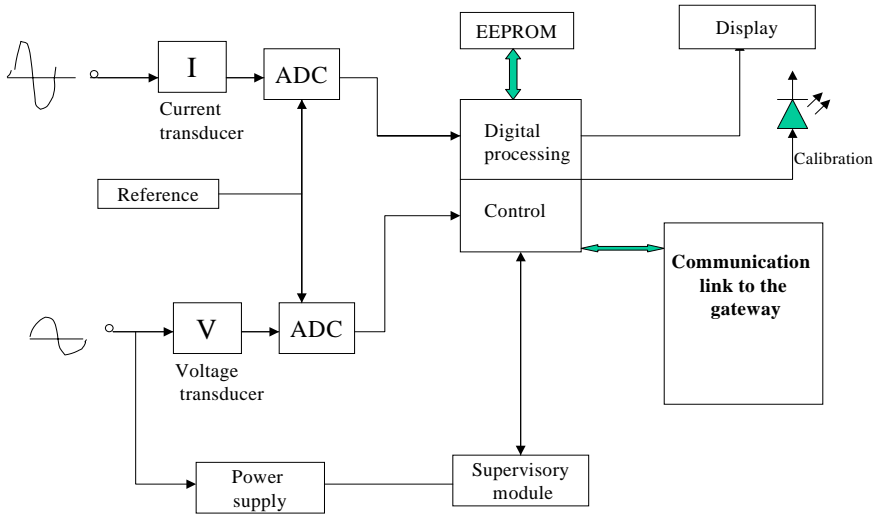 EEPROM
Display
I
ADC
Current
transducer
Digital
processing
Calibration
Reference
Control
Communication
link to the
gateway
V
ADC
Voltage
transducer
Power
supply
Supervisory
module